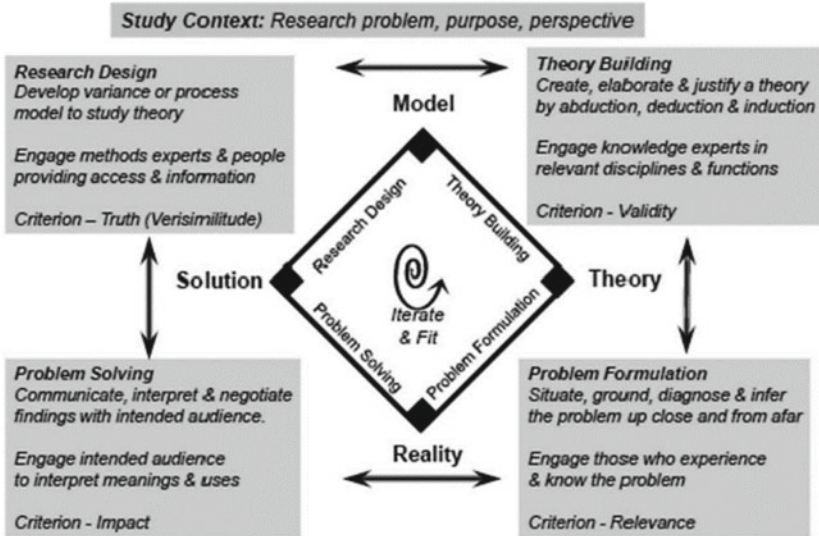 Study Context: Research problem, purpose, perspective
Research Design
Develop variance or process
model to study theory
Engage methods experts & people
providing access & information
Criterion – Truth (Verisimilitude)
Theory Building
Create, elaborate & justify a theory
by abduction, deduction & induction
Engage knowledge experts in
relevant disciplines & functions
Criterion - Validity
Model
Research Design
Theory Building
Solution
Iterate
& Fit
Theory
Problem Solving
Problem Formulation
Reality
Problem Solving
Communicate, interpret & negotiate
findings with intended audience.
Engage intended audience
to interpret meanings & uses
Criterion - Impact
Problem Formulation
Situate, ground, diagnose & infer
the problem up close and from afar
Engage those who experience
& know the problem
Criterion - Relevance